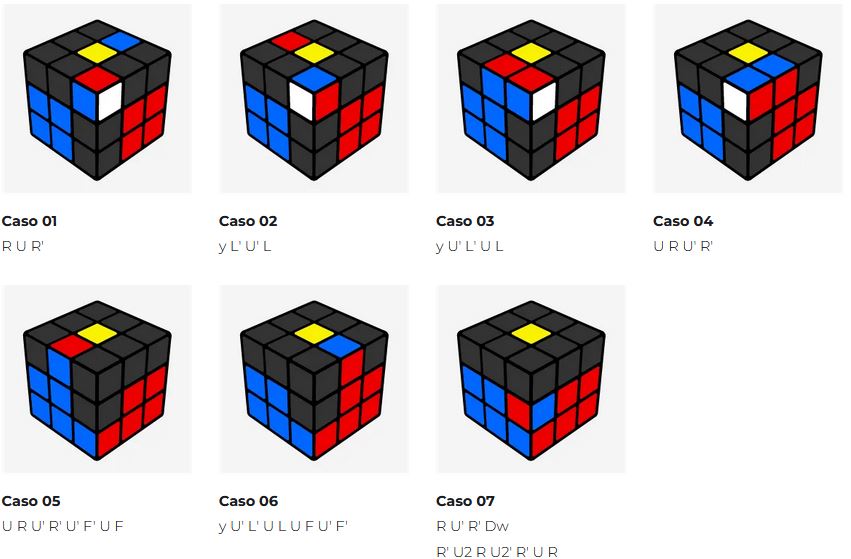 Caso 01
R U R'
Caso 02
y L' U' L
Caso 03
y U' L' U L
Caso 04
U R U' R'
Caso 05
U R U' R' U' F' U F
Caso 06
y U' L' U L U F U' F'
Caso 07
R U' R' Dw
R' U2 R U2' R' U R